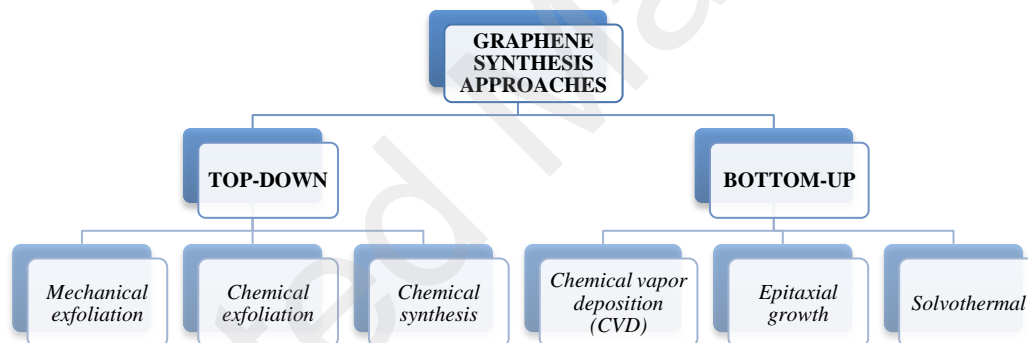 GRAPHENE
SYNTHESIS
APPROACHES
TOP-DOWN
BOTTOM-UP
Mechanical
exfoliation
Chemical
exfoliation
Chemical
synthesis
Chemical vapor
deposition
(CVD)
Epitaxial
growth
Solvothermal